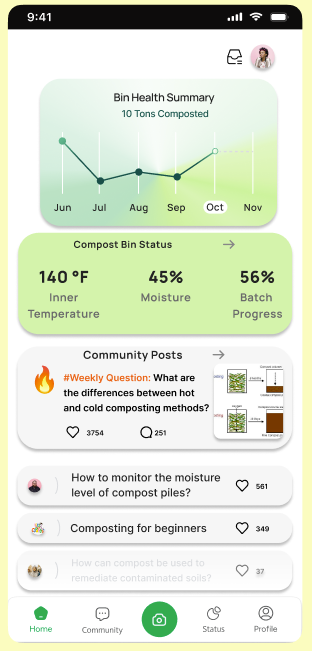 9:41
Bin Health Summary
10 Tons Composted
Jun Jul Aug Sep Oct Nov
Compost Bin Status
140 °F 45% 56%
Inner Moisture Batch
Temperature Progress
Community Posts
#Weekly Question: What are
the differences between hot
and cold composting methods?
3754 251
How to monitor the moisture
level of compost piles?
561
Composting for beginners
349
How can compost be used to
remediate contaminated soils?
37
Home Community Status Profile